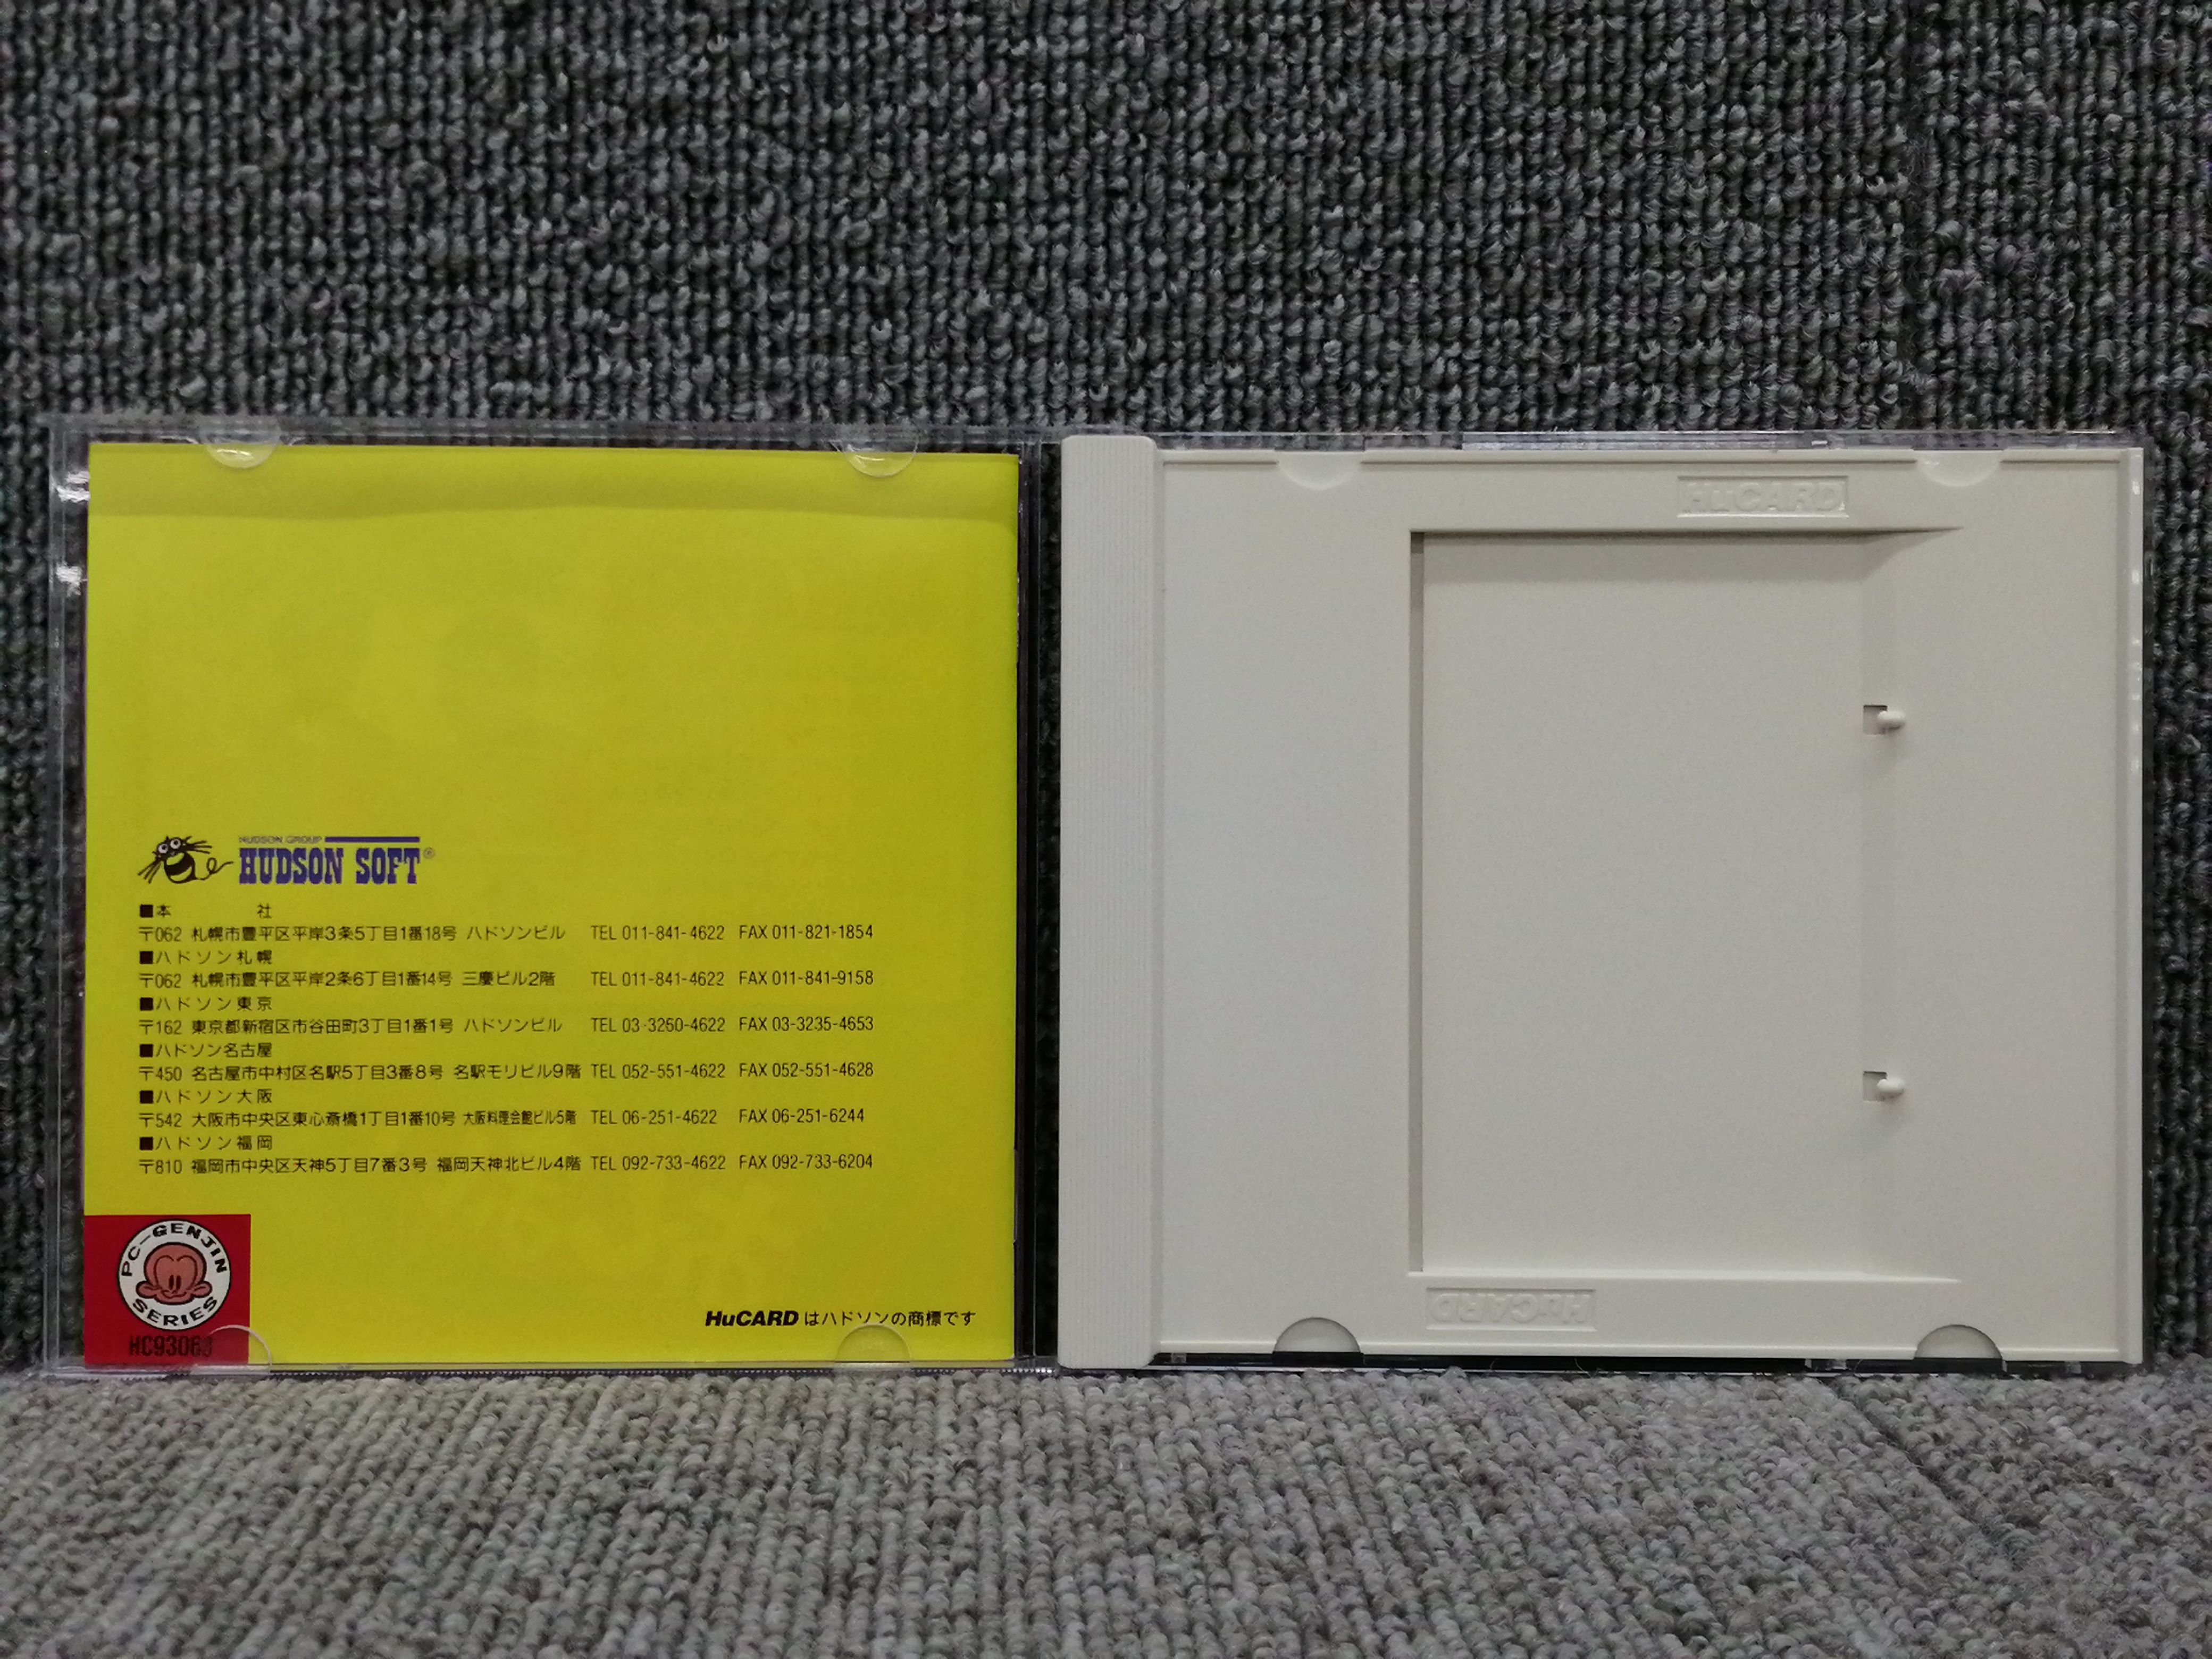 HUDSON GROUP
HUDSON SOFT®
■本 社
〒062 札幌市豊平区平岸3条5丁目1番18号 ハドソンビル TEL 011-841-4622 FAX 011-821-1854
■ハドソン札幌
〒062 札幌市豊平区平岸2条6丁目1番14号 三慶ビル2階 TEL 011-841-4622 FAX 011-841-9158
■ハドソン東京
〒162 東京都新宿区市谷田町3丁目1番1号 ハドソンビル TEL 03-3260-4622 FAX 03-3235-4653
■ハドソン名古屋
〒450 名古屋市中村区名駅5丁目3番8号 名駅モリビル9階 TEL 052-551-4622 FAX 052-551-4628
■ハドソン大阪
〒542 大阪市中央区東心斎橋1丁目1番10号 大阪料理会館ビル5階 TEL 06-251-4622 FAX 06-251-6244
■ハドソン福岡
〒810 福岡市中央区天神5丁目7番3号 福岡天神北ビル4階 TEL 092-733-4622 FAX 092-733-6204
PC-GENJIN
SERIES
HC93063
HuCARD はハドソンの商標です
HuCARD
HuCARD